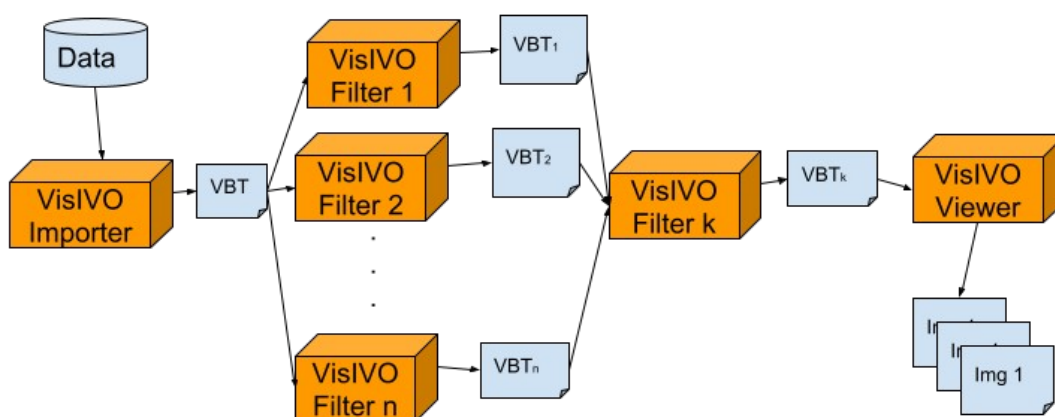 Data
VisIVO
Importer
VBT
VisIVO
Filter 1
VBT₁
VisIVO
Filter 2
VBT₂
.
.
.
VisIVO
Filter n
VBTₙ
VisIVO
Filter k
VBTₖ
VisIVO
Viewer
Img 1